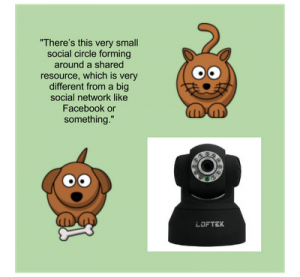 "There's this very small
social circle forming
around a shared
resource, which is very
different from a big
social network like
Facebook or
something."
LOFTEK